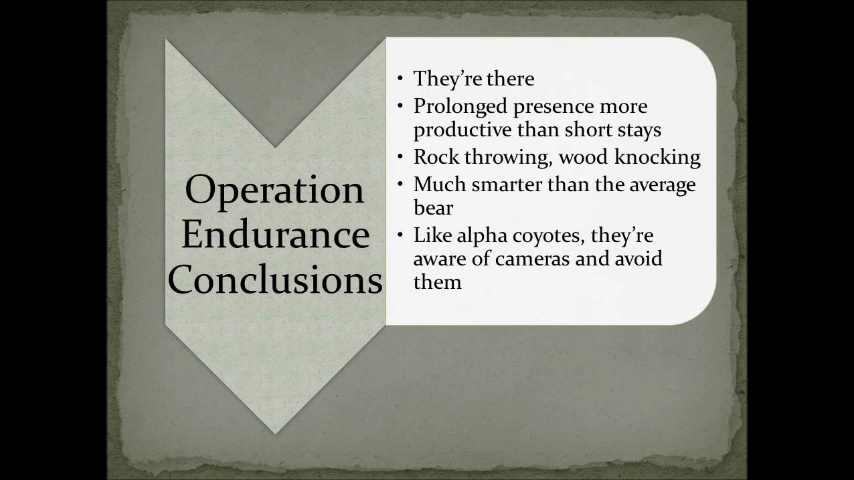 Operation
Endurance
Conclusions
• They’re there
• Prolonged presence more
productive than short stays
• Rock throwing, wood knocking
• Much smarter than the average
bear
• Like alpha coyotes, they’re
aware of cameras and avoid
them